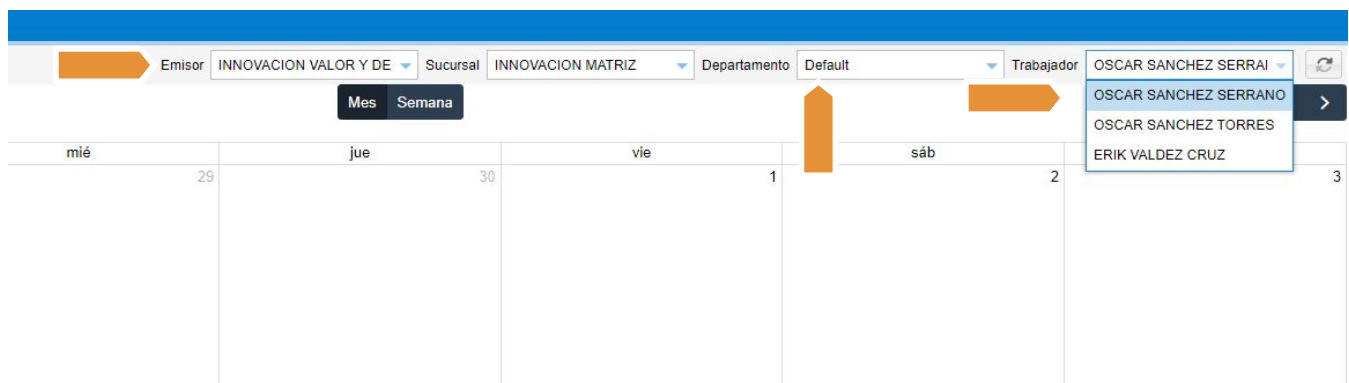 Emisor INNOVACION VALOR Y DE Sucursal INNOVACION MATRIZ Departamento Default Trabajador OSCAR SANCHEZ SERRAI
Mes Semana
OSCAR SANCHEZ SERRANO
OSCAR SANCHEZ TORRES
ERIK VALDEZ CRUZ
mié jue vie sáb
29 30 1 2 3